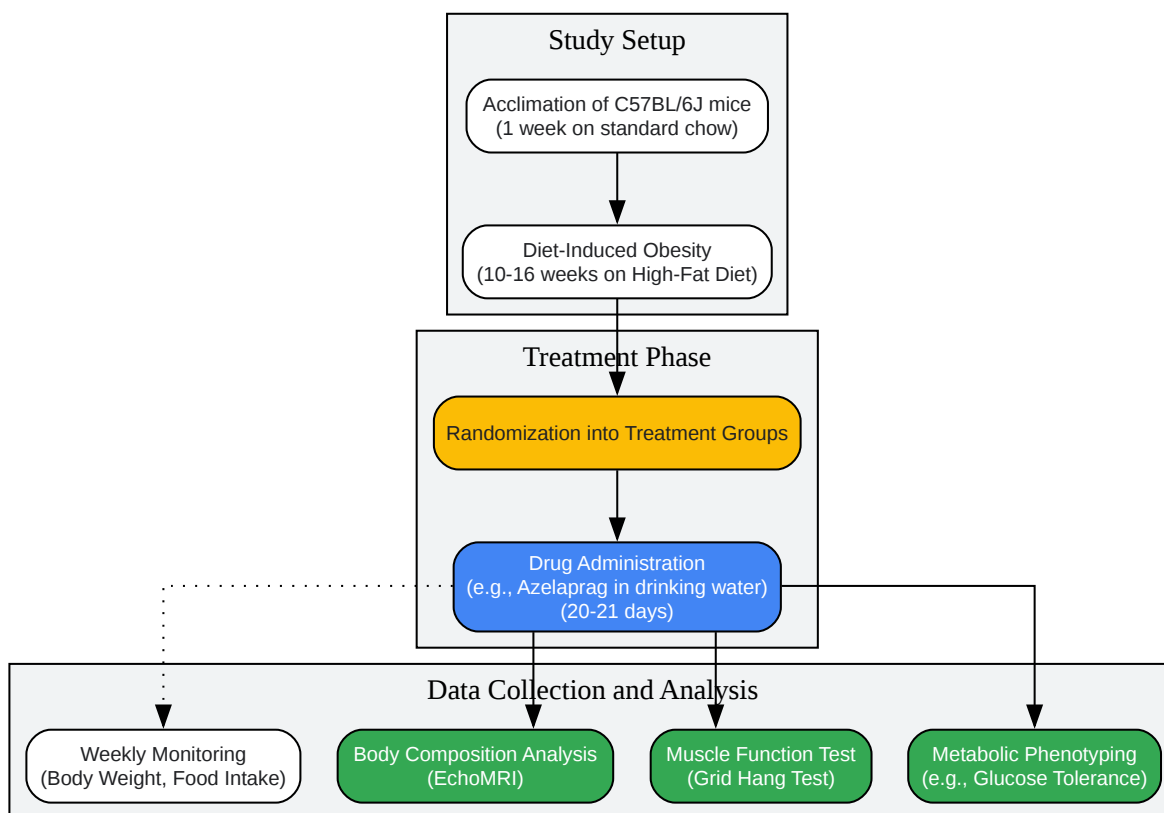 Study Setup
Acclimation of C57BL/6J mice
(1 week on standard chow)
Diet-Induced Obesity
(10-16 weeks on High-Fat Diet)
Treatment Phase
Randomization into Treatment Groups
Drug Administration
(e.g., Azelaprag in drinking water)
(20-21 days)
Data Collection and Analysis
Weekly Monitoring
(Body Weight, Food Intake)
Body Composition Analysis
(EchoMRI)
Muscle Function Test
(Grid Hang Test)
Metabolic Phenotyping
(e.g., Glucose Tolerance)